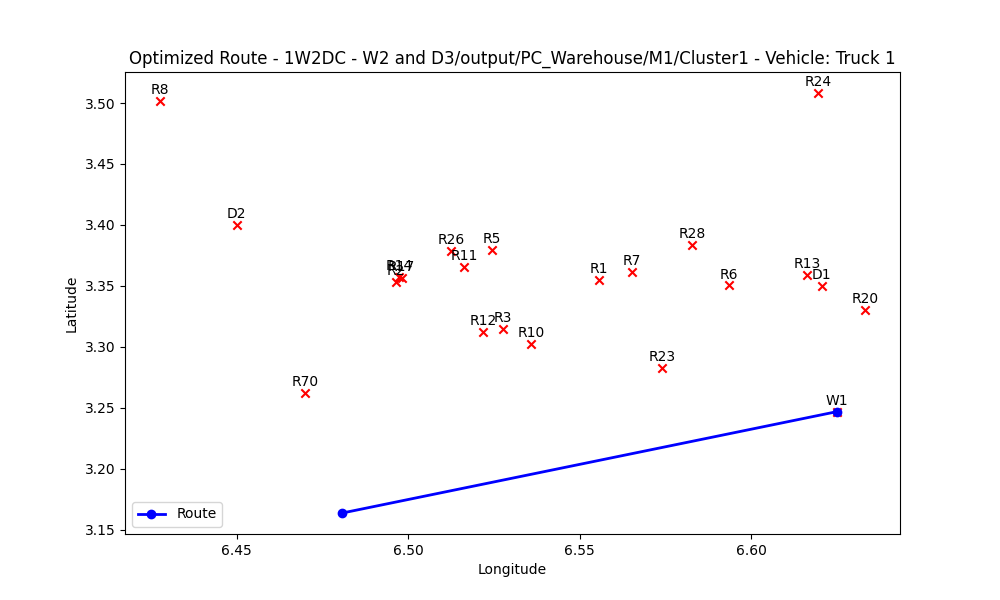 Optimized Route - 1W2DC - W2 and D3/output/PC_Warehouse/M1/Cluster1 - Vehicle: Truck 1
R8
R24
3.50
3.45
D2
3.40
R26
R5
R28
R11
R17
R1
R7
R6
R13
D1
3.35
R20
R12
R3
R10
3.30
R23
R70
3.25
W1
3.20
3.15
Route
6.45
6.50
6.55
6.60
Longitude
Latitude